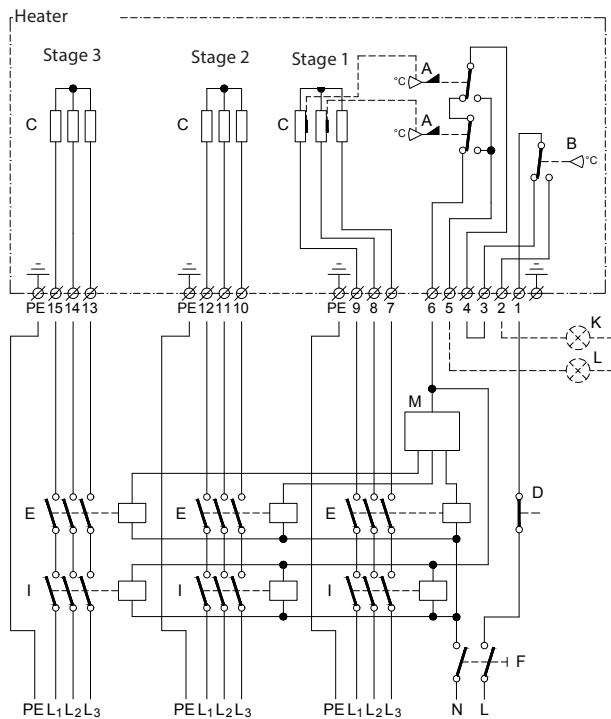 Heater
Stage 3 Stage 2 Stage 1
A
°C
A
°C
C C C
B
°C
PE 15 14 13 PE 12 11 10 PE 9 8 7 6 5 4 3 2 1
K
L
M
D
E E E
I I I
F
PE L1 L2 L3 PE L1 L2 L3 PE L1 L2 L3 N L